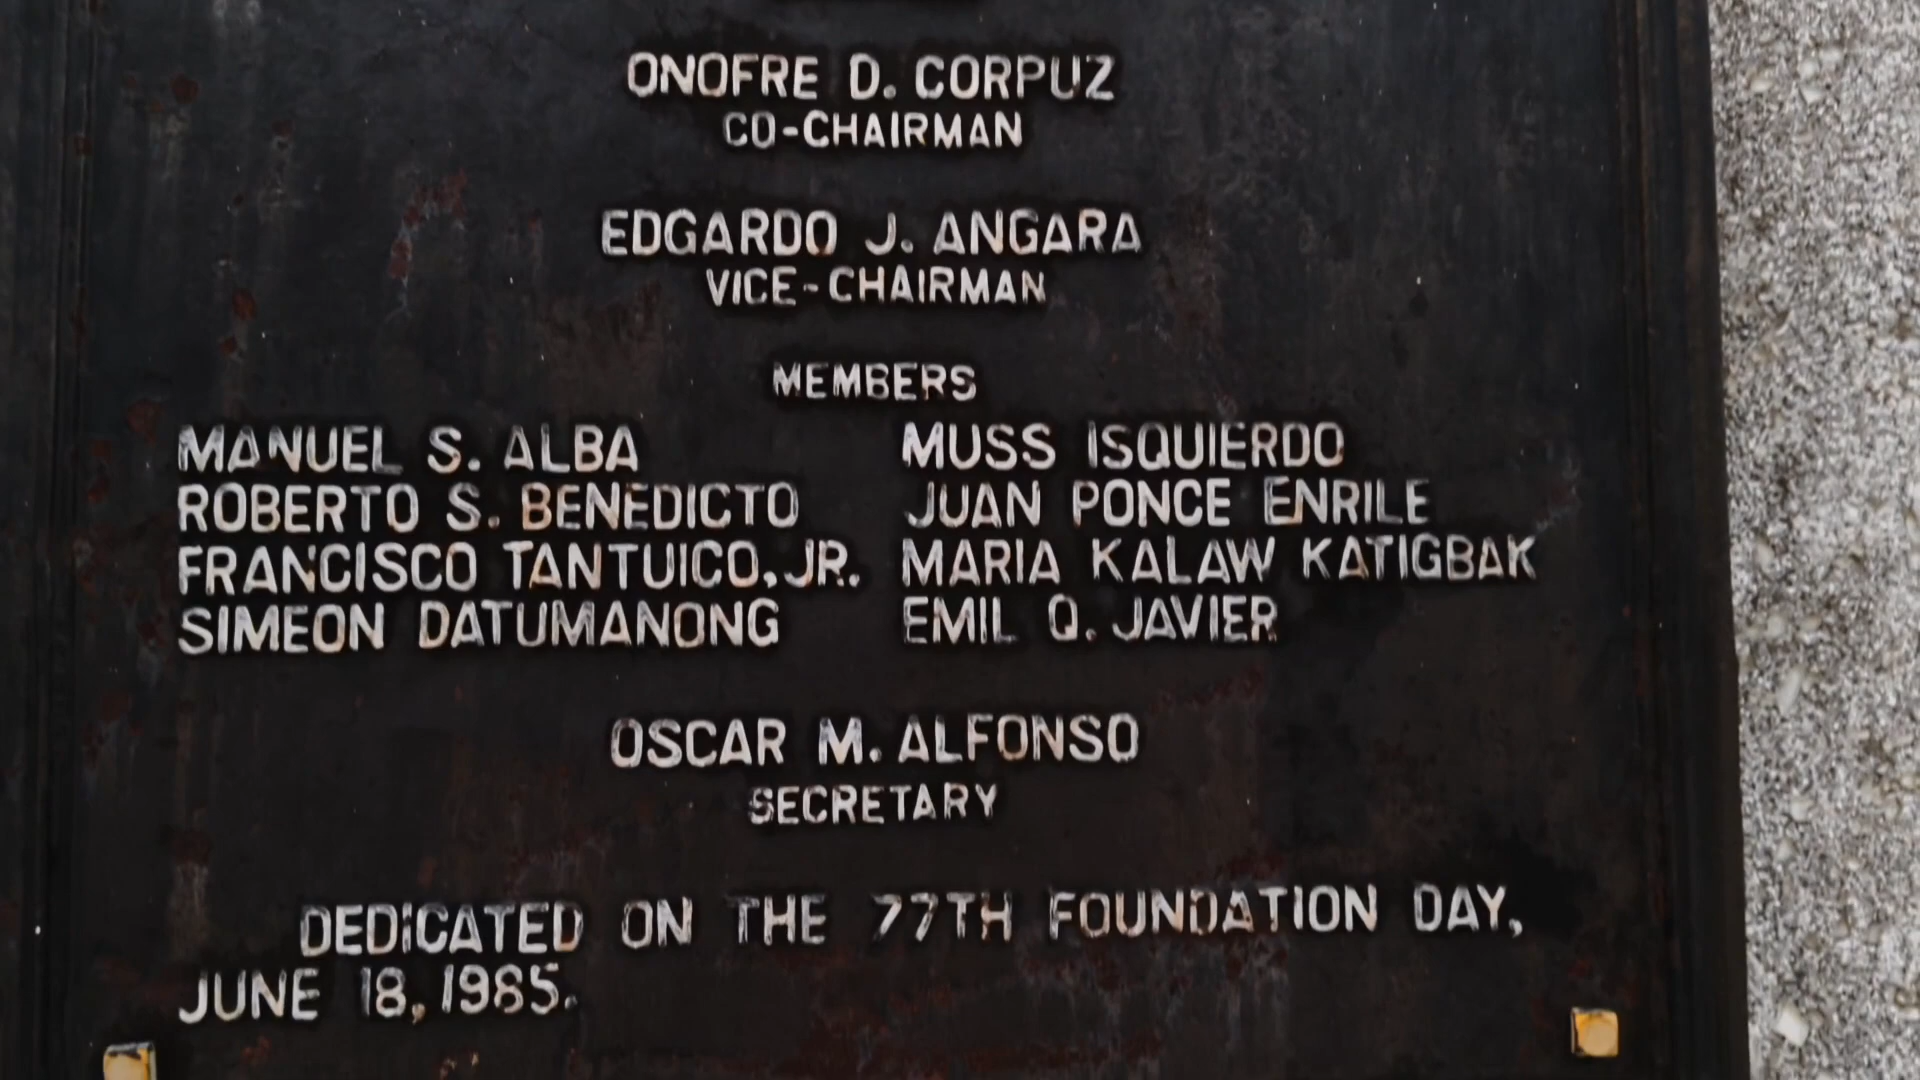 ONOFRE D. CORPUZ
CO-CHAIRMAN
EDGARDO J. ANGARA
VICE-CHAIRMAN
MEMBERS
MANUEL S. ALBA
ROBERTO S. BENEDICTO
FRANCISCO TANTUICO, JR.
SIMEON DATUMANONG
MUSS ISQUIERDO
JUAN PONCE ENRILE
MARIA KALAW KATIGBAK
EMIL Q. JAVIER
OSCAR M. ALFONSO
SECRETARY
DEDICATED ON THE 77TH FOUNDATION DAY,
JUNE 18, 1985.